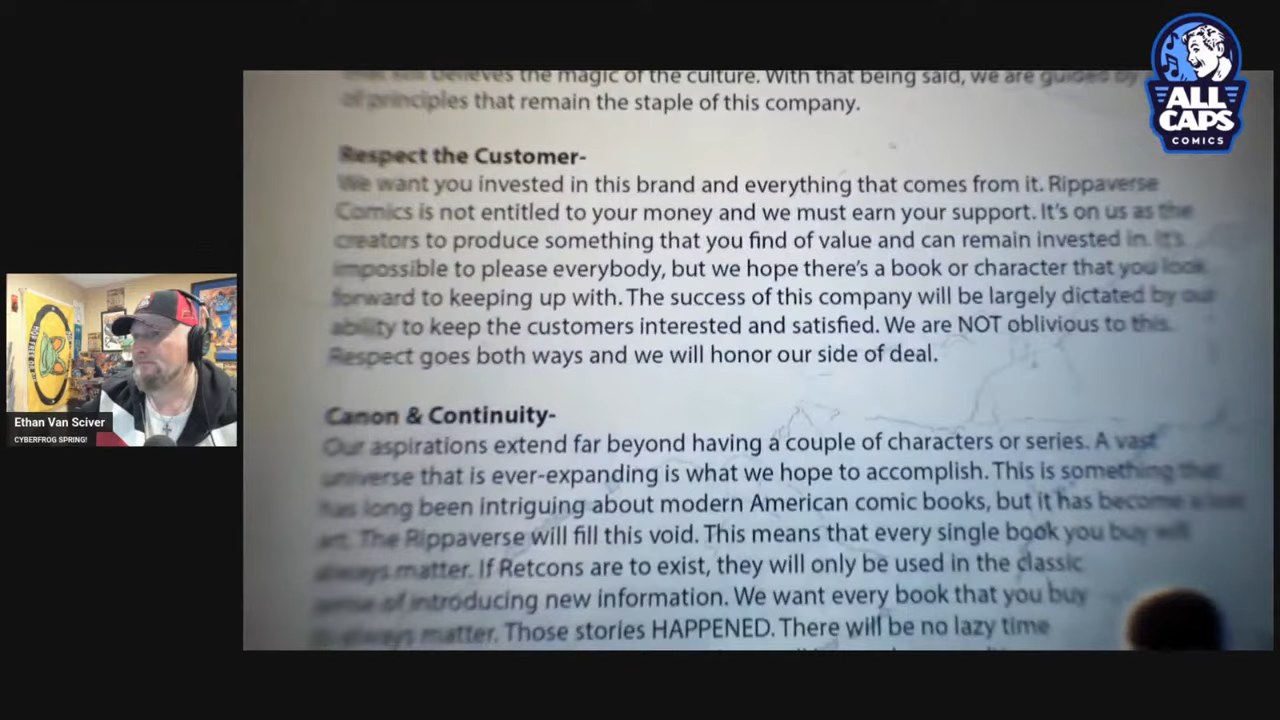 ALL
CAPS
COMICS
believes the magic of the culture. With that being said, we are guided by
of principles that remain the staple of this company.
Respect the Customer-
We want you invested in this brand and everything that comes from it. Rippaverse
Comics is not entitled to your money and we must earn your support. It's on us as the
creators to produce something that you find of value and can remain invested in. It's
impossible to please everybody, but we hope there's a book or character that you look
forward to keeping up with. The success of this company will be largely dictated by our
ability to keep the customers interested and satisfied. We are NOT oblivious to this.
Respect goes both ways and we will honor our side of deal.
Canon & Continuity-
Our aspirations extend far beyond having a couple of characters or series. A vast
universe that is ever-expanding is what we hope to accomplish. This is something that
has long been intriguing about modern American comic books, but it has become a lost
art. The Rippaverse will fill this void. This means that every single book you buy will
always matter. If Retcons are to exist, they will only be used in the classic
sense of introducing new information. We want every book that you buy
to always matter. Those stories HAPPENED. There will be no lazy time
Ethan Van Sciver
CYBERFROG SPRING!